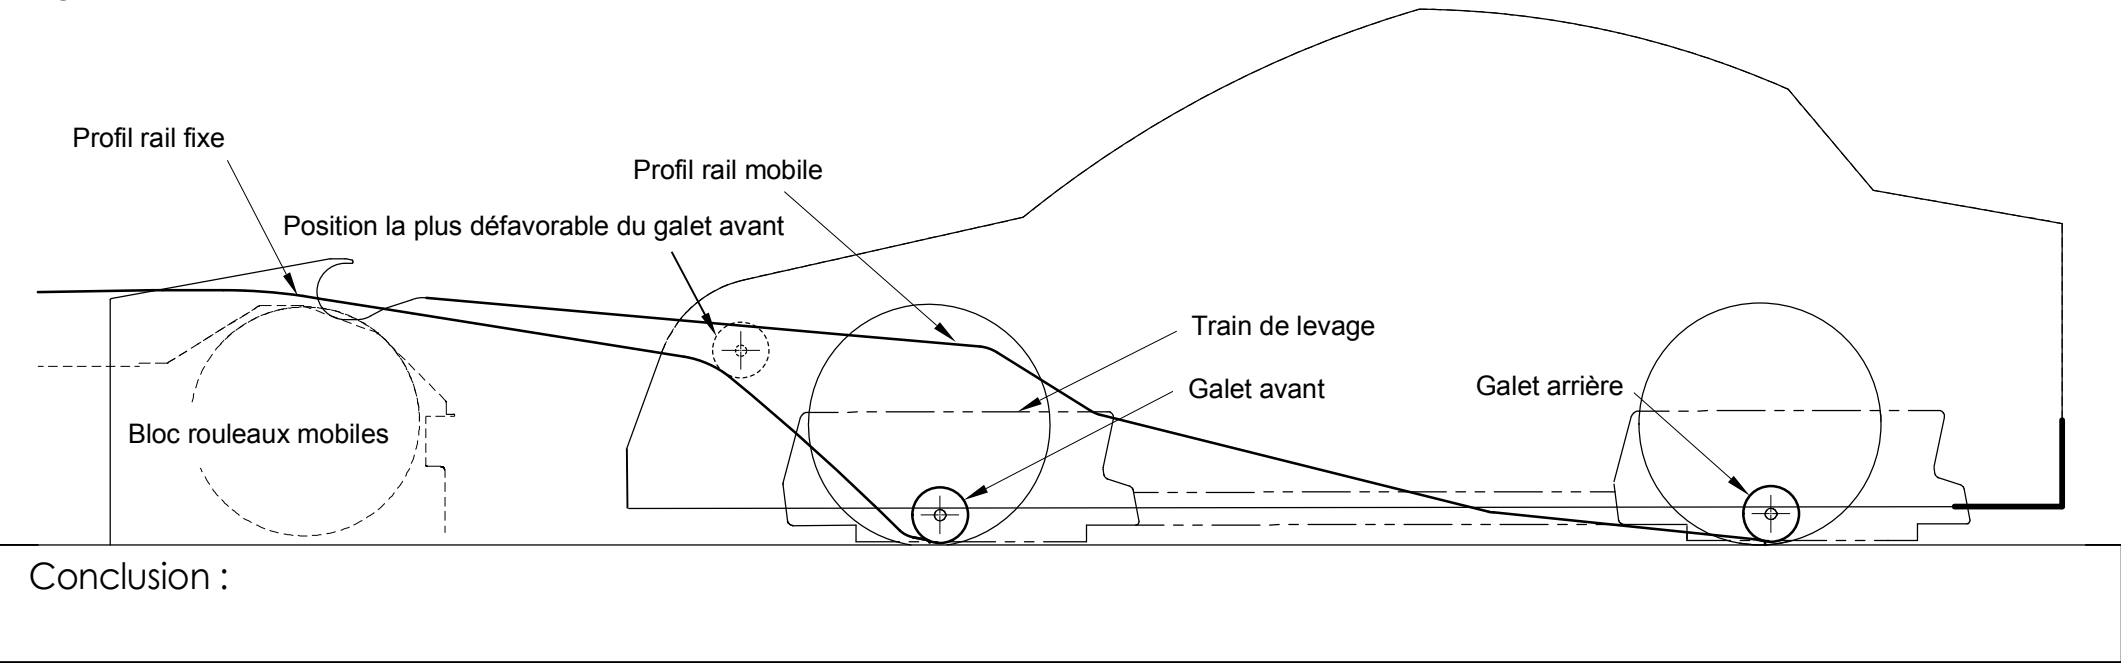 Profil rail fixe
Profil rail mobile
Position la plus défavorable du galet avant
Train de levage
Galet avant
Galet arrière
Bloc rouleaux mobiles
Conclusion :